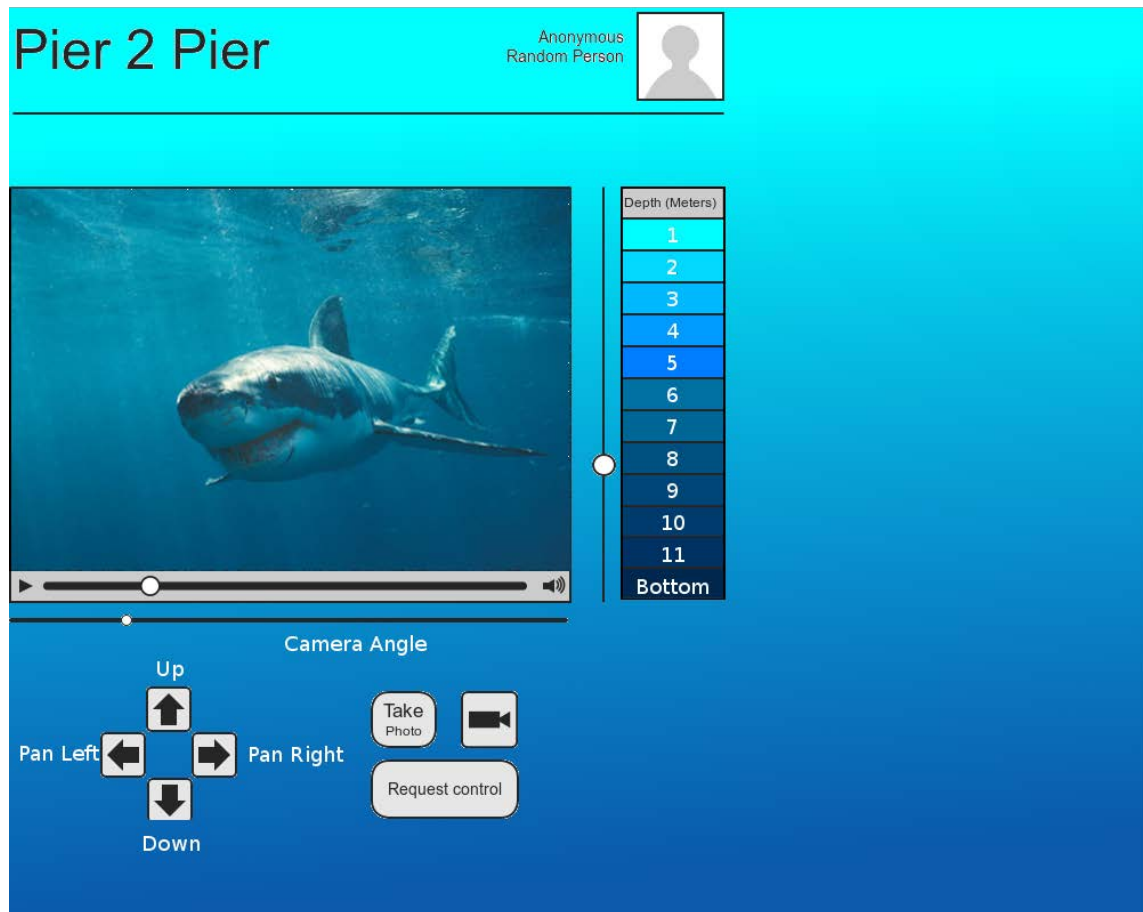 Pier 2 Pier
Anonymous
Random Person
Depth (Meters)
1
2
3
4
5
6
7
8
9
10
11
Bottom
Camera Angle
Up
Take
Photo
Pan Left
Pan Right
Request control
Down